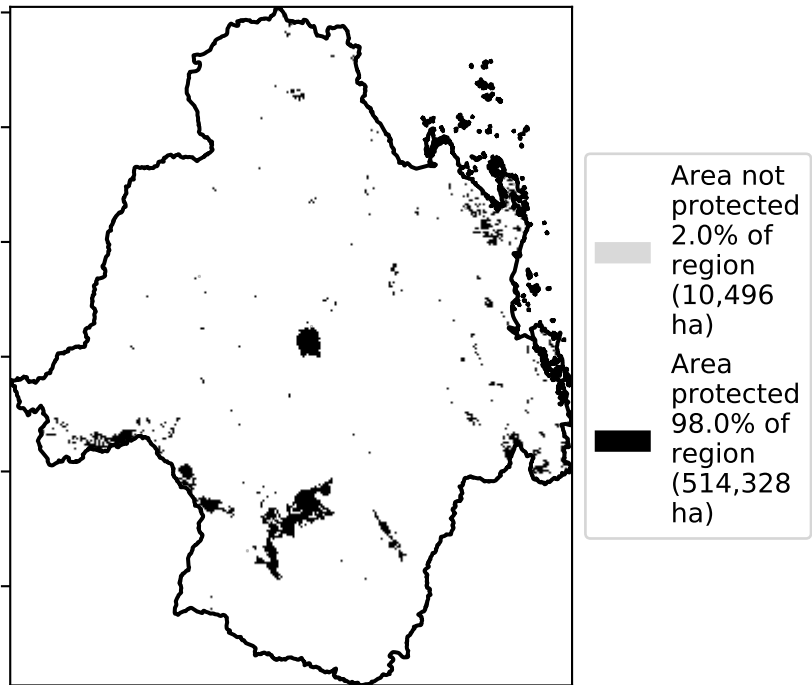 Area not
protected
2.0% of
region
(10,496
ha)
Area
protected
98.0% of
region
(514,328
ha)